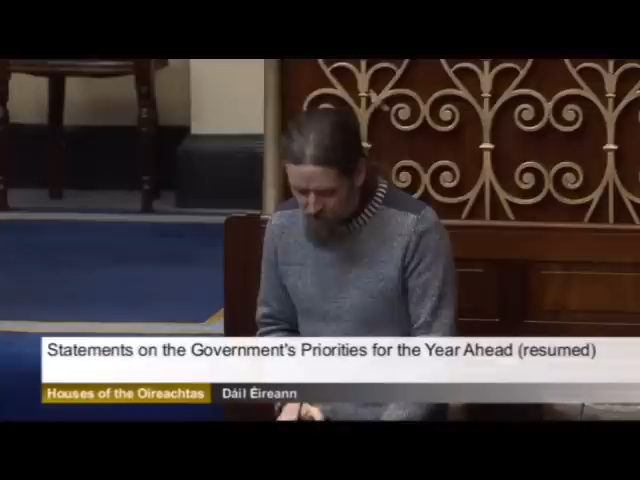 Statements on the Government's Priorities for the Year Ahead (resumed)
Houses of the Oireachtas Dáil Éireann